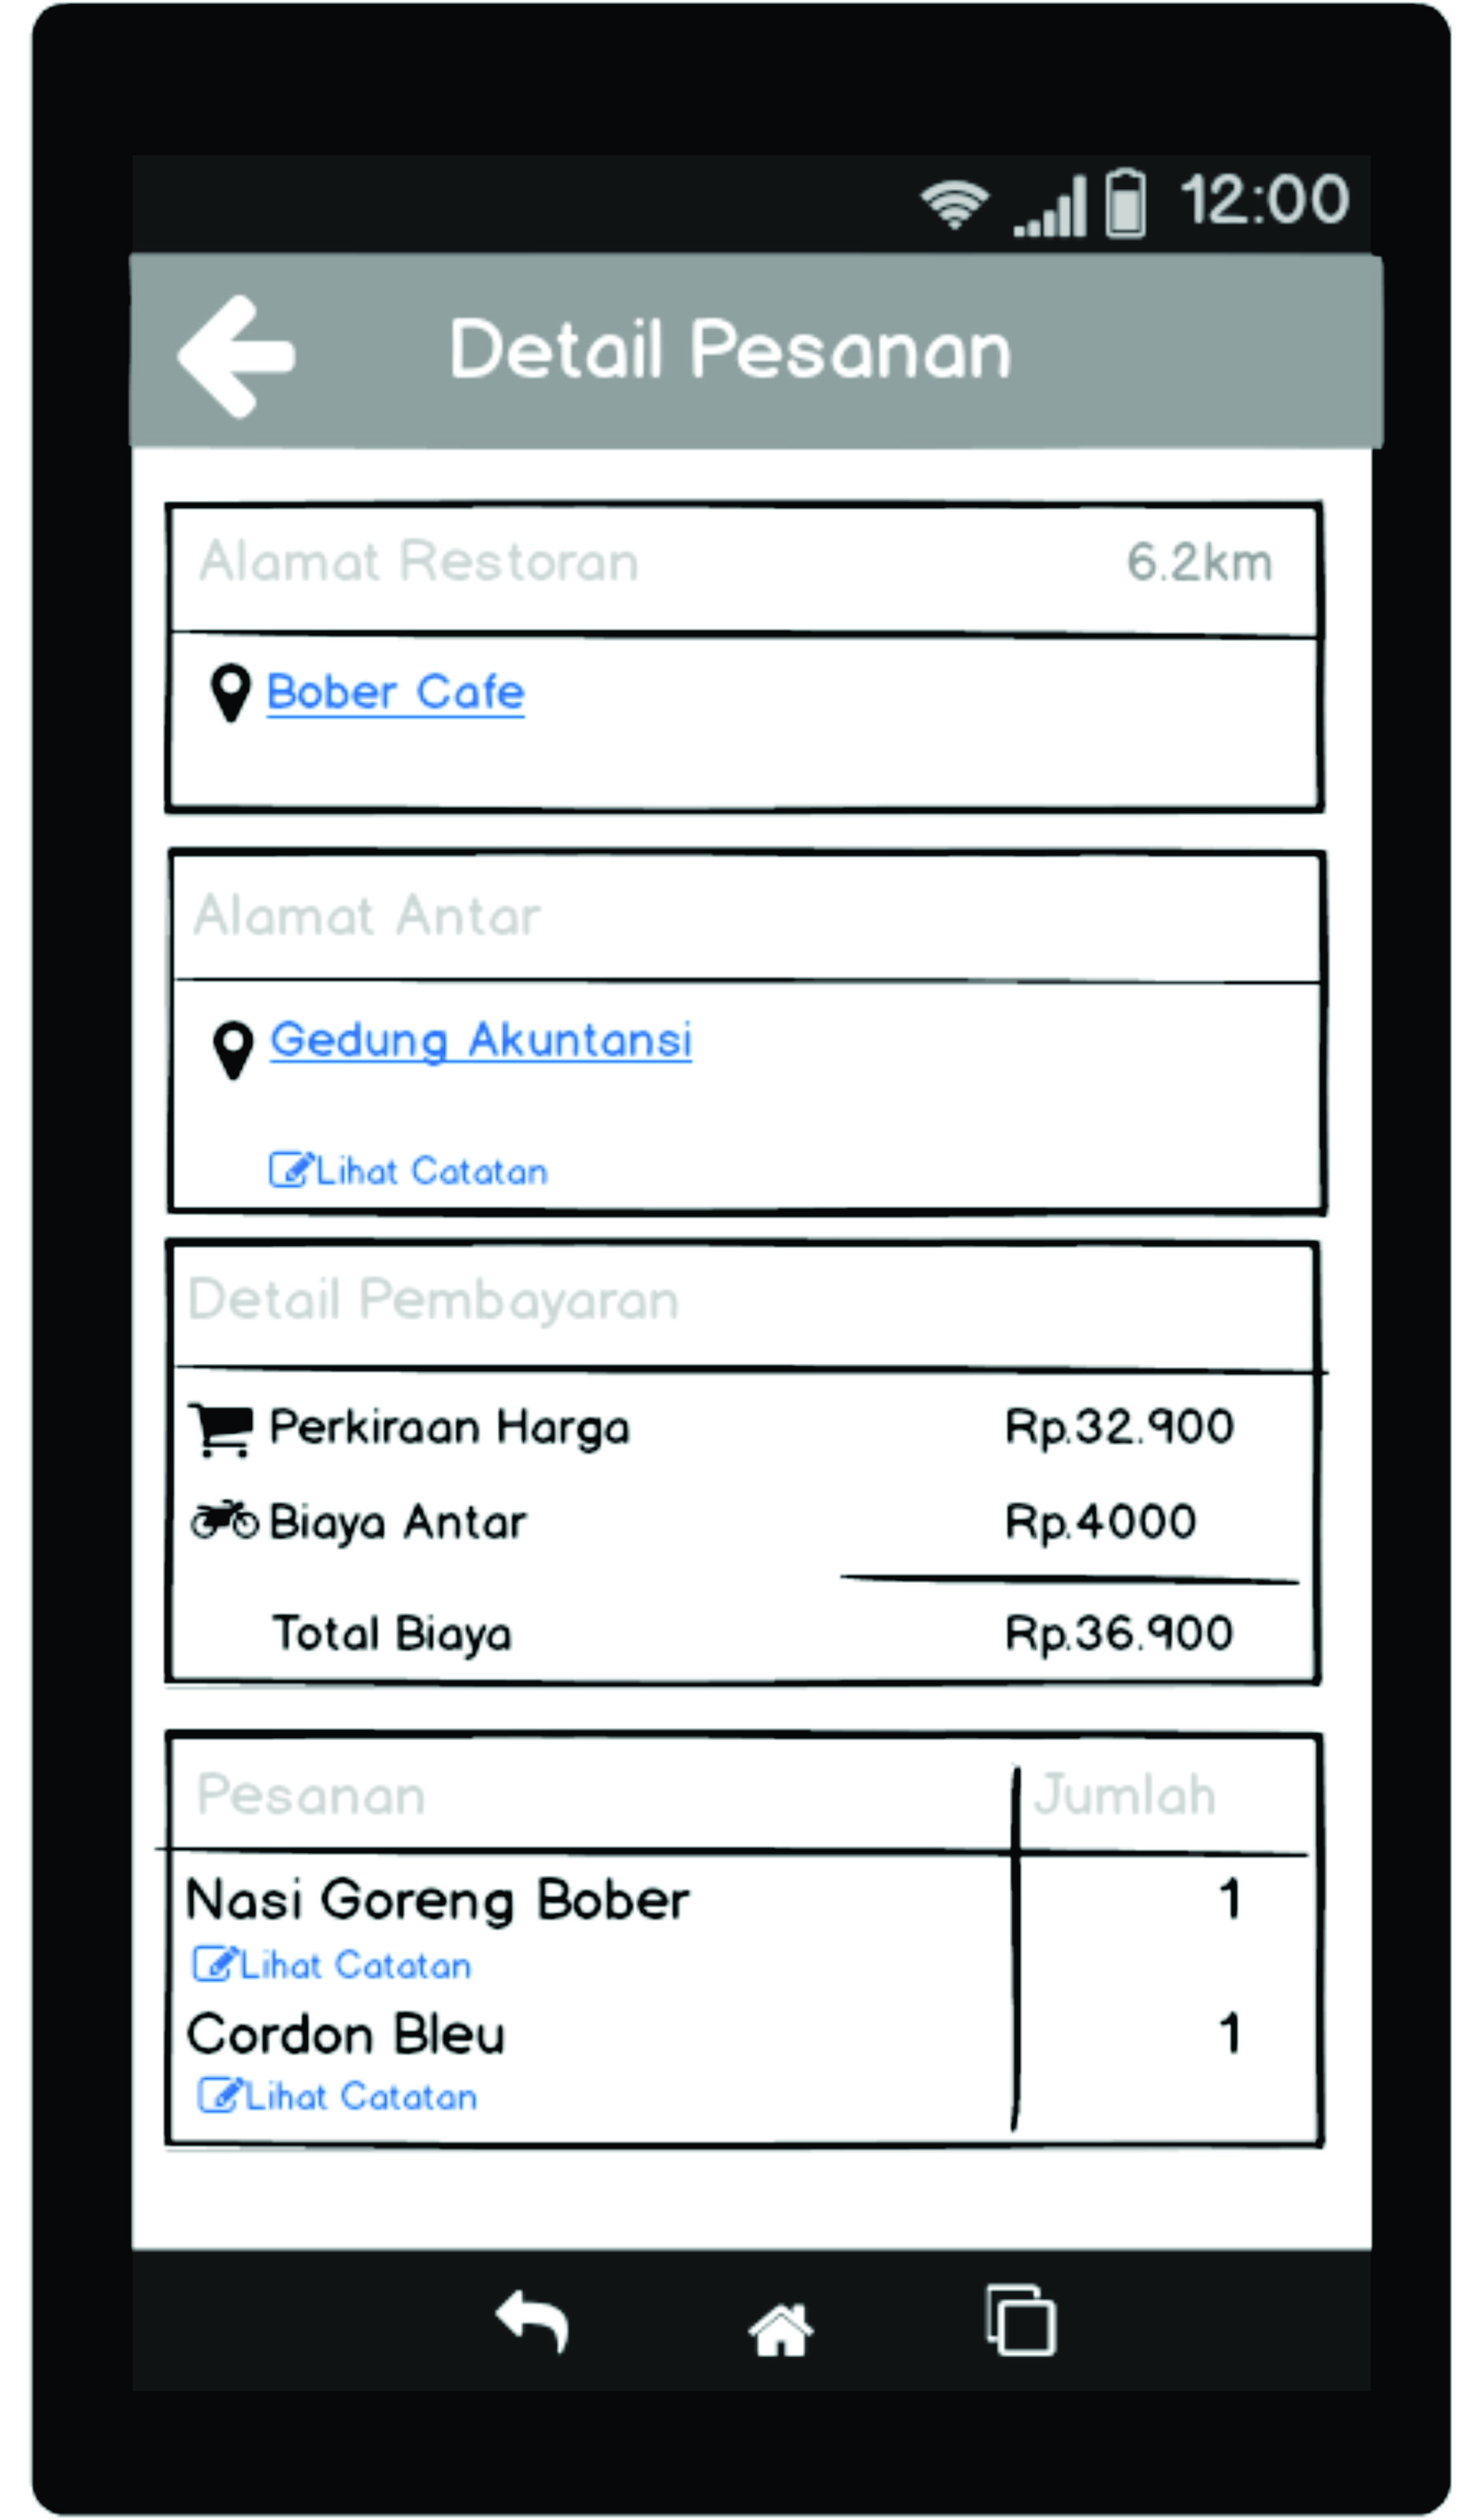 12:00
Detail Pesanan
Alamat Restoran 6.2km
Bober Cafe
Alamat Antar
Gedung Akuntansi
Lihat Catatan
Detail Pembayaran
Perkiraan Harga Rp.32.900
Biaya Antar Rp.4000
Total Biaya Rp.36.900
Pesanan Jumlah
Nasi Goreng Bober 1
Lihat Catatan
Cordon Bleu 1
Lihat Catatan